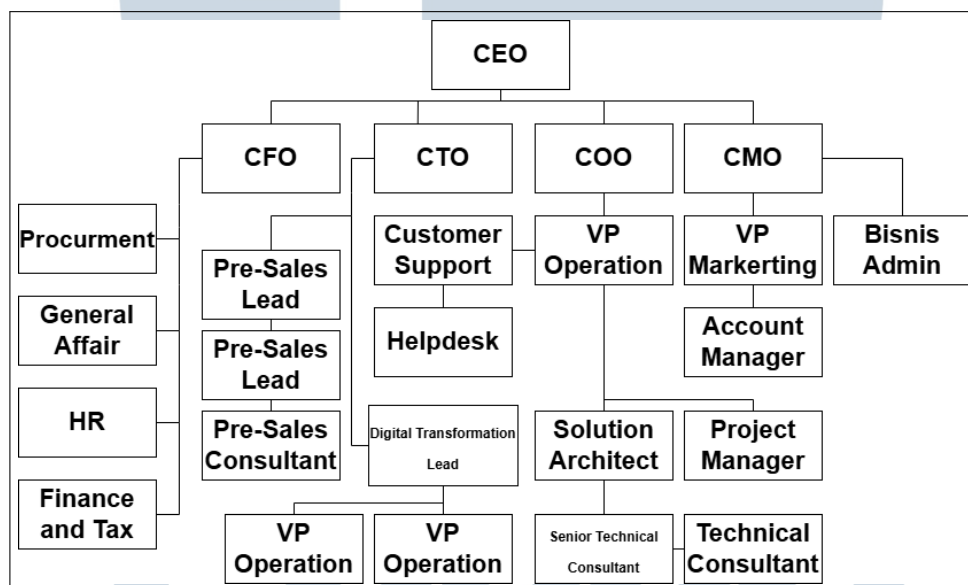 CEO
CFO
CTO
COO
CMO
Procurment
General
Affair
HR
Finance
and Tax
Pre-Sales
Lead
Pre-Sales
Lead
Pre-Sales
Consultant
Customer
Support
Helpdesk
Digital Transformation
Lead
VP
Operation
VP
Operation
VP
Operation
Solution
Architect
Project
Manager
Senior Technical
Consultant
Technical
Consultant
VP
Markerting
Account
Manager
Bisnis
Admin